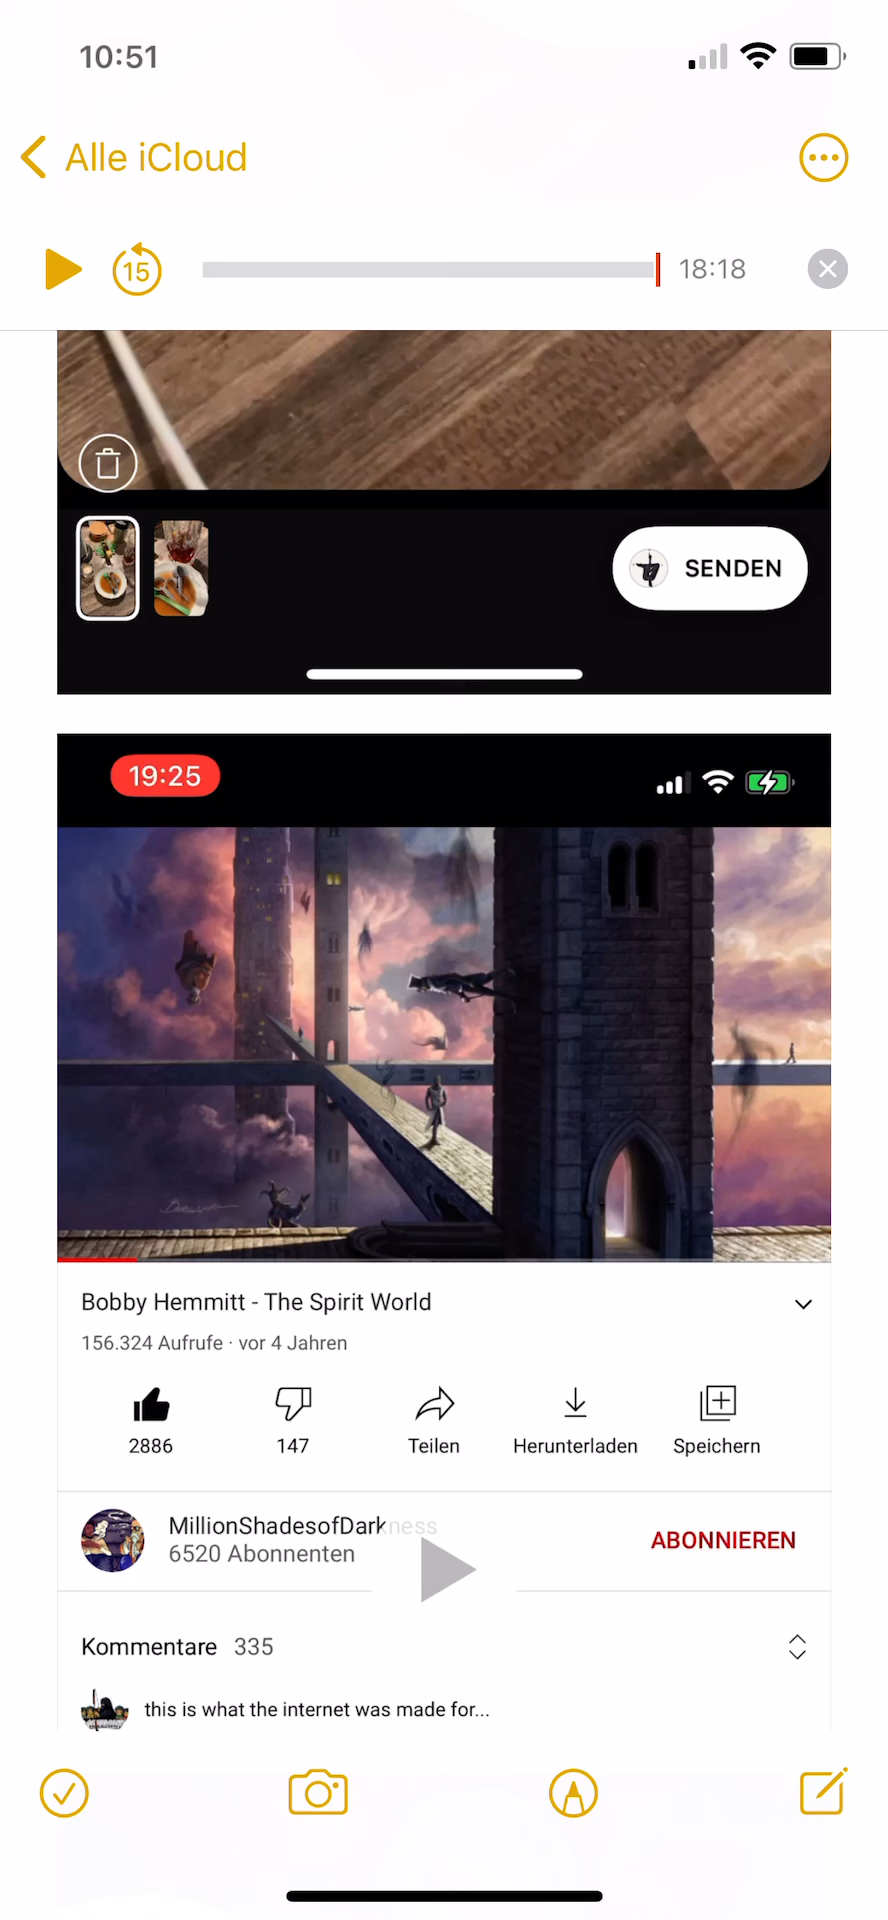 10:51
Alle iCloud
15
18:18
SENDEN
19:25
Bobby Hemmitt - The Spirit World
156.324 Aufrufe · vor 4 Jahren
2886
147
Teilen
Herunterladen
Speichern
MillionShadesofDarkness
6520 Abonnenten
ABONNIEREN
Kommentare 335
this is what the internet was made for...